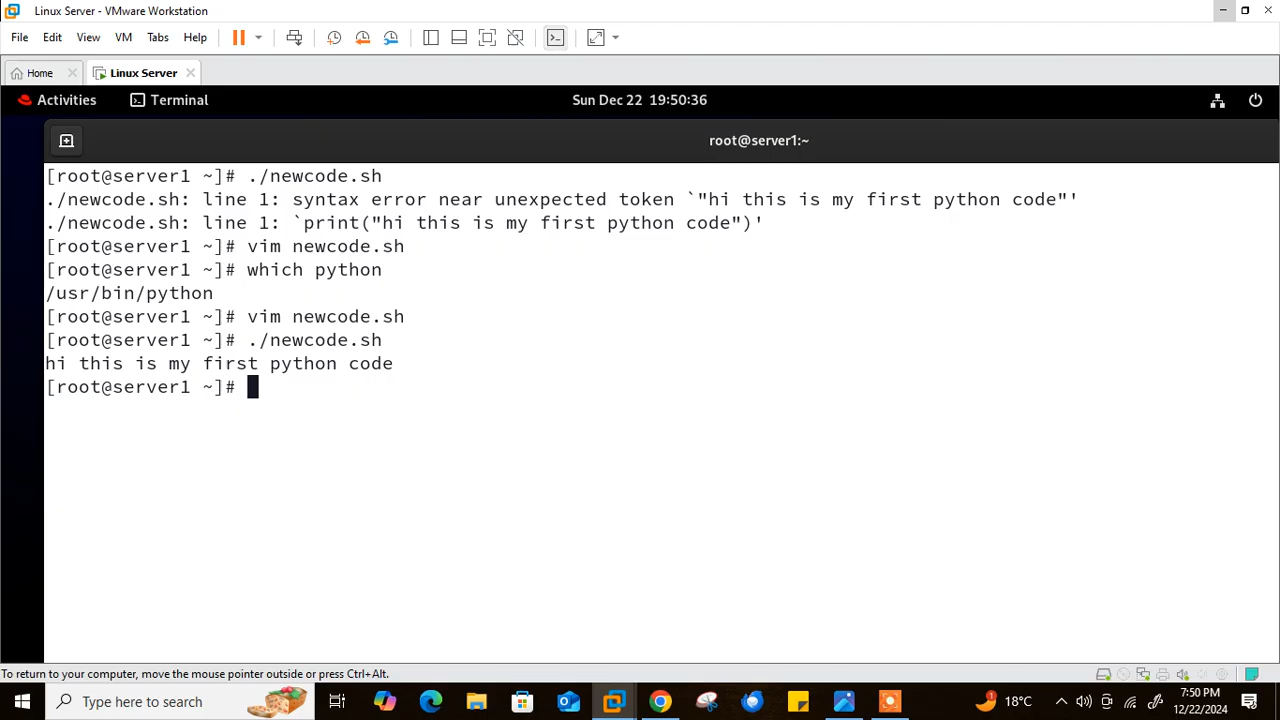 Linux Server - VMware Workstation
File Edit View VM Tabs Help
Home Linux Server
Activities Terminal Sun Dec 22 19:50:36
root@server1:~
[root@server1 ~]# ./newcode.sh
./newcode.sh: line 1: syntax error near unexpected token `"hi this is my first python code"'
./newcode.sh: line 1: `print("hi this is my first python code")'
[root@server1 ~]# vim newcode.sh
[root@server1 ~]# which python
/usr/bin/python
[root@server1 ~]# vim newcode.sh
[root@server1 ~]# ./newcode.sh
hi this is my first python code
[root@server1 ~]#
To return to your computer, move the mouse pointer outside or press Ctrl+Alt.
Type here to search 1 18°C 7:50 PM
12/22/2024